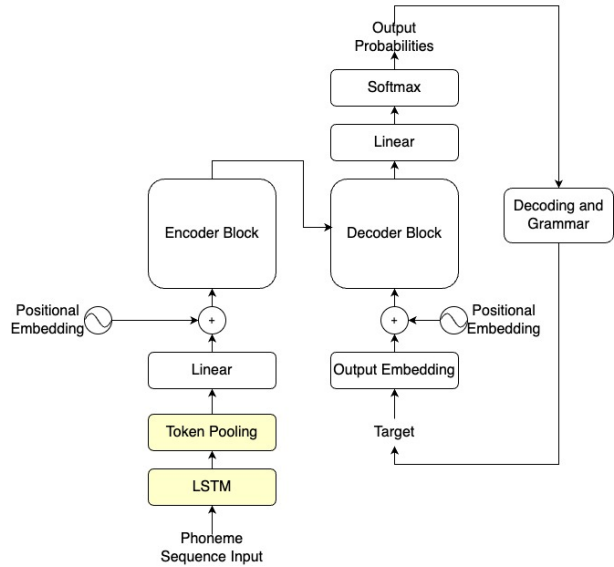 Output
Probabilities
Softmax
Linear
Encoder Block
Decoder Block
Decoding and
Grammar
Positional
Embedding
+
+
Positional
Embedding
Linear
Output Embedding
Token Pooling
Target
LSTM
Phoneme
Sequence Input